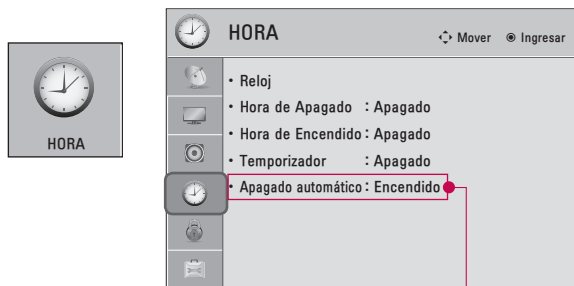 HORA
HORA
Mover
Ingresar
• Reloj
• Hora de Apagado : Apagado
• Hora de Encendido : Apagado
• Temporizador : Apagado
• Apagado automático : Encendido